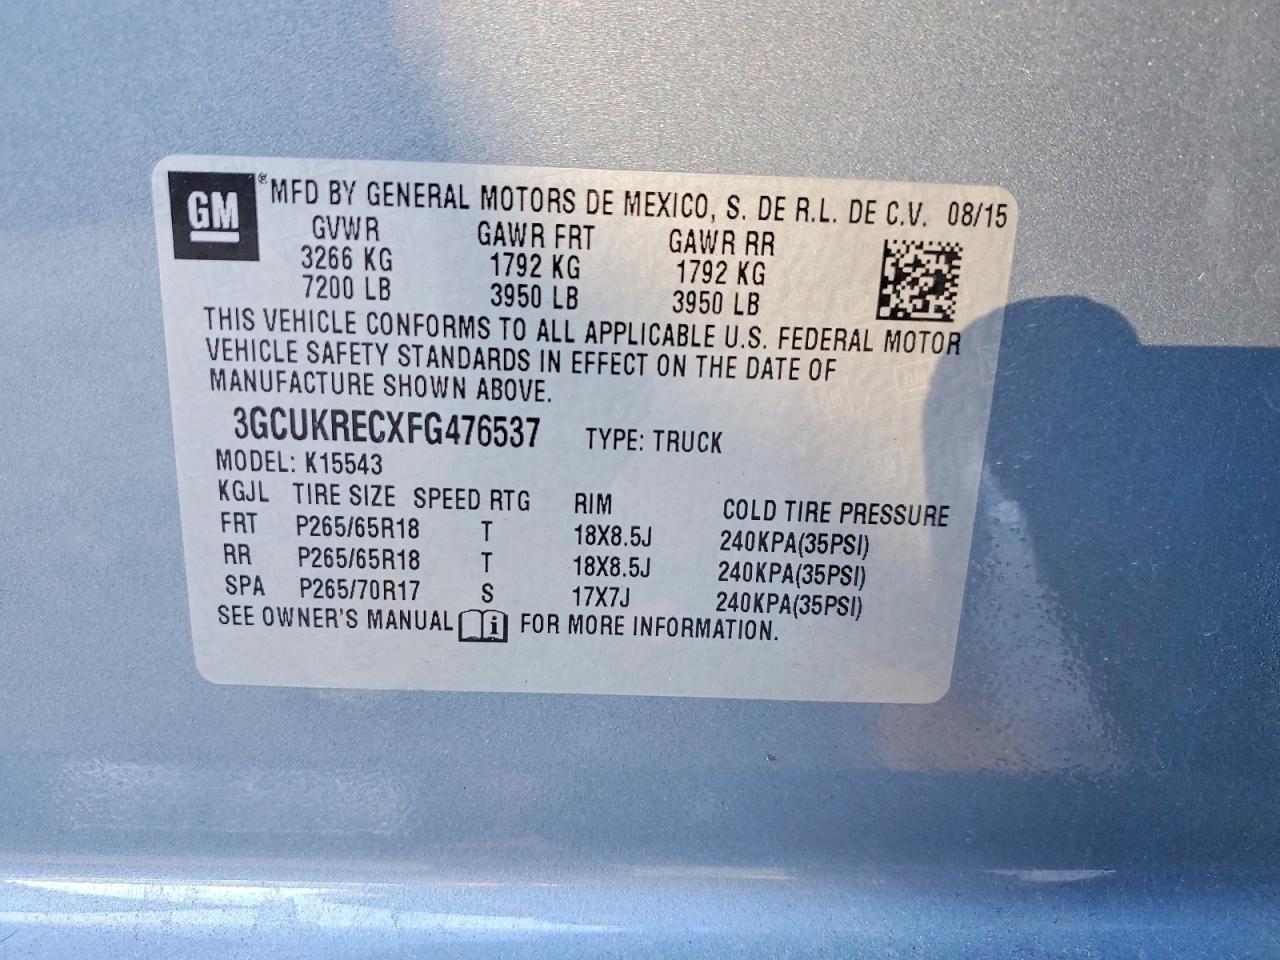 GM ® MFD BY GENERAL MOTORS DE MEXICO, S. DE R.L. DE C.V. 08/15
GVWR GAWR FRT GAWR RR
3266 KG 1792 KG 1792 KG
7200 LB 3950 LB 3950 LB
THIS VEHICLE CONFORMS TO ALL APPLICABLE U.S. FEDERAL MOTOR
VEHICLE SAFETY STANDARDS IN EFFECT ON THE DATE OF
MANUFACTURE SHOWN ABOVE.
3GCUKRECXFG476537 TYPE: TRUCK
MODEL: K15543
KGJL TIRE SIZE SPEED RTG RIM COLD TIRE PRESSURE
FRT P265/65R18 T 18X8.5J 240KPA(35PSI)
RR P265/65R18 T 18X8.5J 240KPA(35PSI)
SPA P265/70R17 S 17X7J 240KPA(35PSI)
SEE OWNER'S MANUAL i FOR MORE INFORMATION.